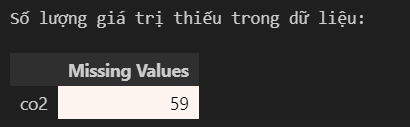 Số lượng giá trị thiếu trong dữ liệu:
Missing Values
co2 59